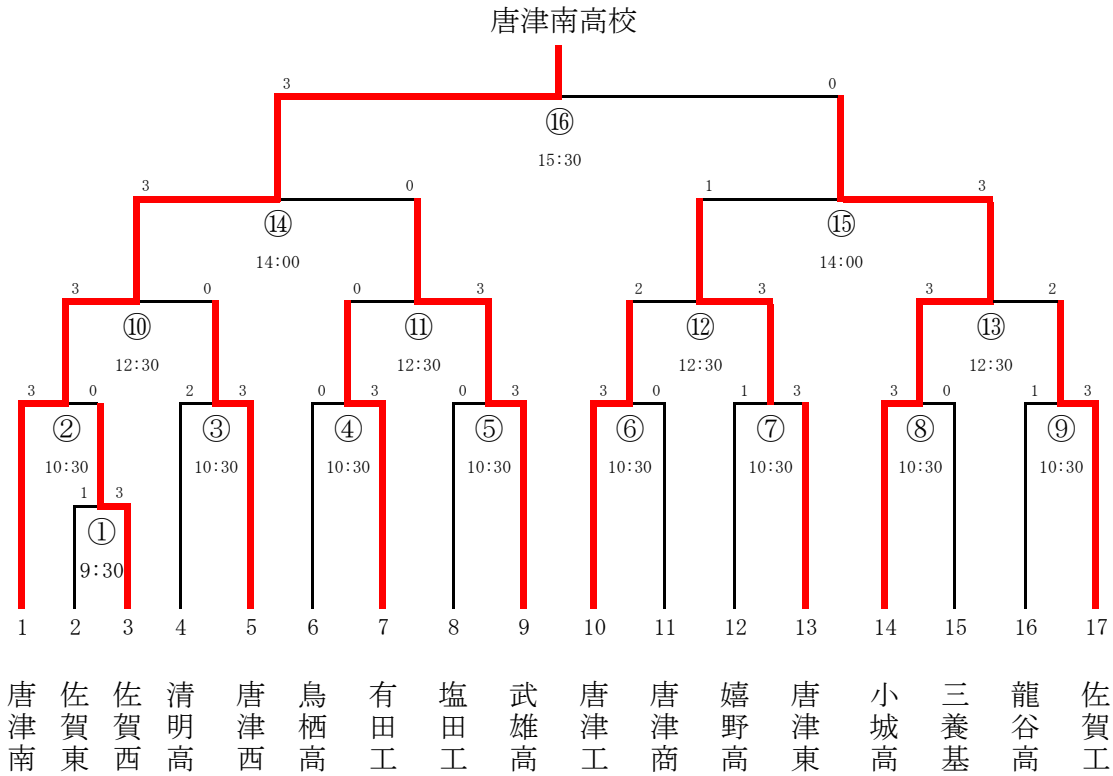 唐津南高校
3 0
⑯
15:30
3 0 1 3
⑭ ⑮
14:00 14:00
3 0 0 3 2 3 3 2
⑩ ⑪ ⑫ ⑬
12:30 12:30 12:30 12:30
3 0 2 3 0 3 0 3 3 0 1 3 3 0 1 3
② ③ ④ ⑤ ⑥ ⑦ ⑧ ⑨
10:30 10:30 10:30 10:30 10:30 10:30 10:30 10:30
1 3
①
9:30
1 2 3 4 5 6 7 8 9 10 11 12 13 14 15 16 17
唐津南
佐賀東
佐賀西
清明高
唐津西
鳥栖高
有田工
塩田工
武雄高
唐津工
唐津商
嬉野高
唐津東
小城高
三養基
龍谷高
佐賀工